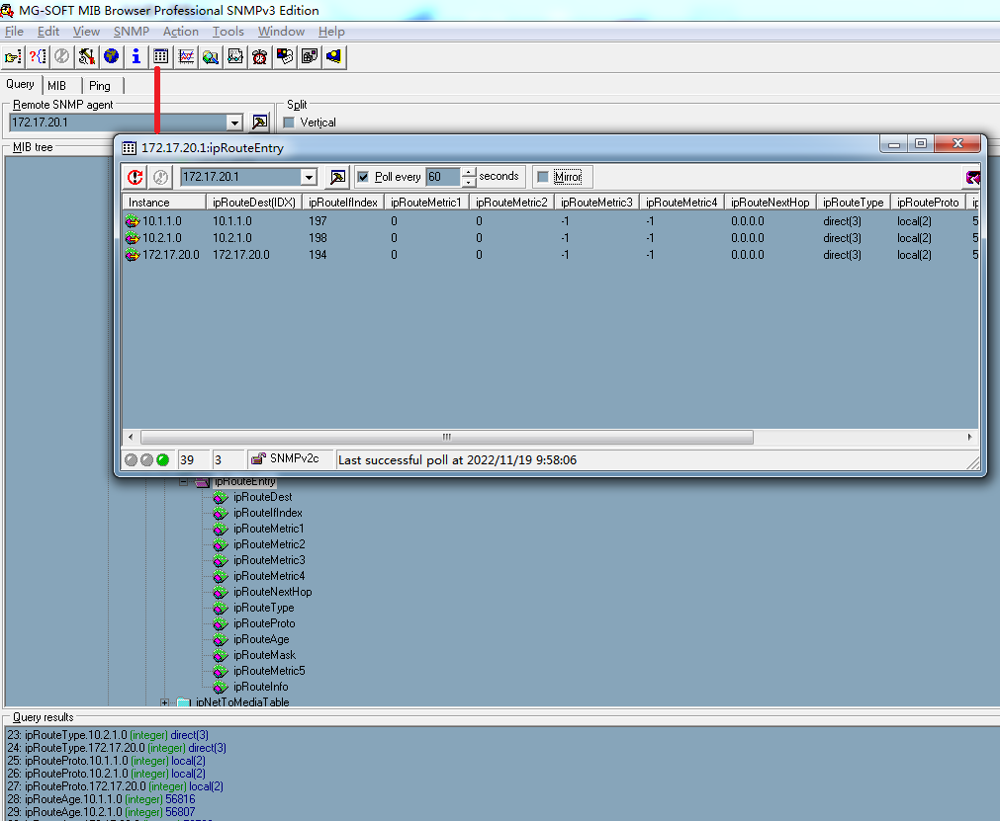 MG-SOFT MIB Browser Professional SNMPv3 Edition
File Edit View SNMP Action Tools Window Help
Query MIB Ping
Remote SNMP agent Split
172.17.20.1 Vertical
MIB tree
172.17.20.1:ipRouteEntry
172.17.20.1 Poll every 60 seconds Mirror
Instance ipRouteDest(IDX) ipRouteIfIndex ipRouteMetric1 ipRouteMetric2 ipRouteMetric3 ipRouteMetric4 ipRouteNextHop ipRouteType ipRouteProto
10.1.1.0 10.1.1.0 197 0 0 -1 -1 0.0.0.0 direct(3) local(2) 5
10.2.1.0 10.2.1.0 198 0 0 -1 -1 0.0.0.0 direct(3) local(2) 5
172.17.20.0 172.17.20.0 194 0 0 -1 -1 0.0.0.0 direct(3) local(2) 5
39 3 SNMPv2c Last successful poll at 2022/11/19 9:58:06
ipRouteEntry
ipRouteDest
ipRouteIfIndex
ipRouteMetric1
ipRouteMetric2
ipRouteMetric3
ipRouteMetric4
ipRouteNextHop
ipRouteType
ipRouteProto
ipRouteAge
ipRouteMask
ipRouteMetric5
ipRouteInfo
ipNetToMediaTable
Query results
23: ipRouteType.10.2.1.0 (integer) direct(3)
24: ipRouteType.172.17.20.0 (integer) direct(3)
25: ipRouteProto.10.1.1.0 (integer) local(2)
26: ipRouteProto.10.2.1.0 (integer) local(2)
27: ipRouteProto.172.17.20.0 (integer) local(2)
28: ipRouteAge.10.1.1.0 (integer) 56816
29: ipRouteAge.10.2.1.0 (integer) 56807